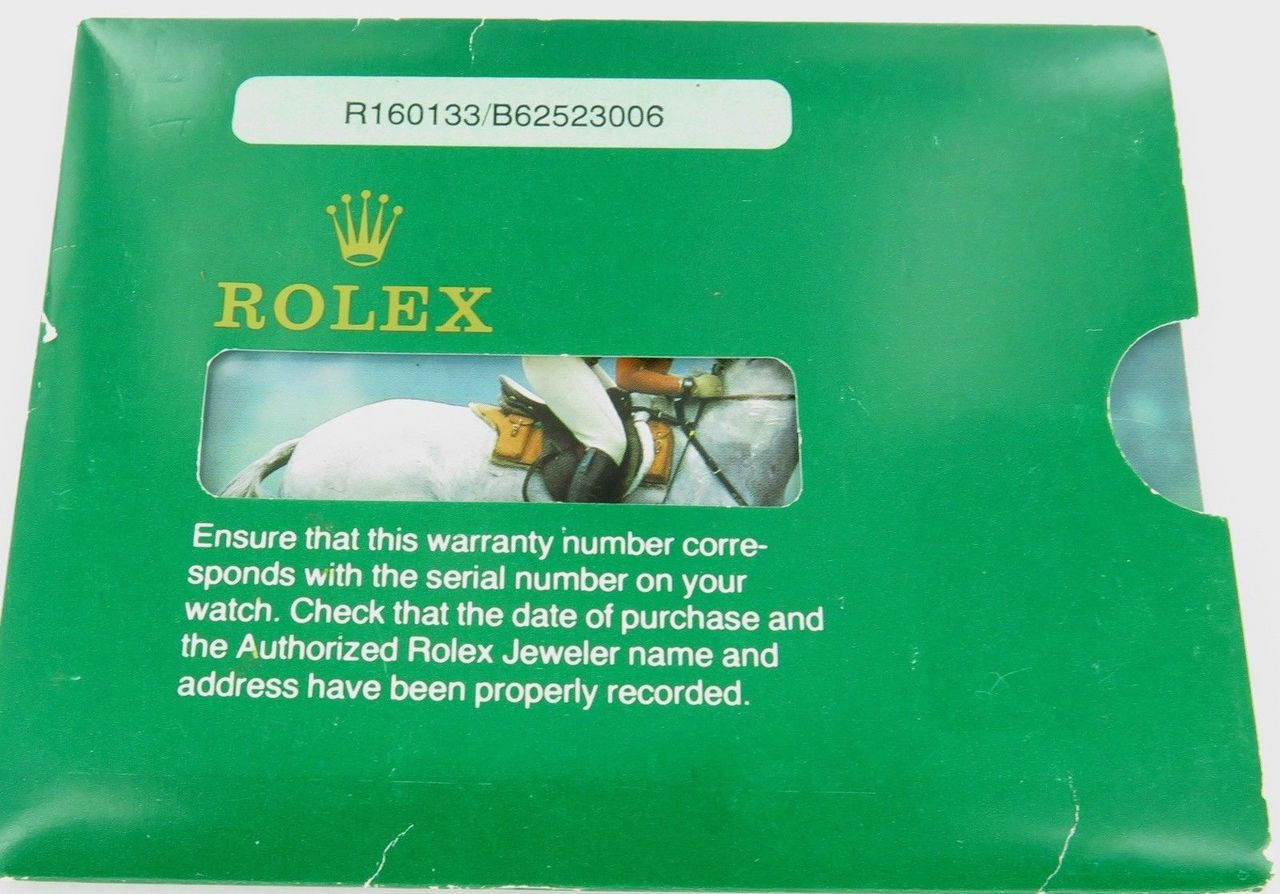 R160133/B62523006
ROLEX
Ensure that this warranty number corre-
sponds with the serial number on your
watch. Check that the date of purchase and
the Authorized Rolex Jeweler name and
address have been properly recorded.